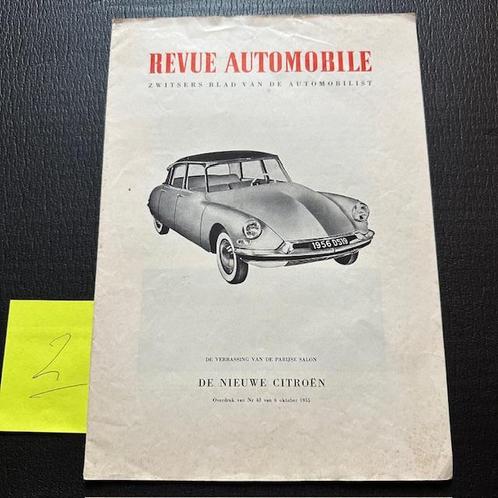 REVUE AUTOMOBILE
ZWITSERS BLAD VAN DE AUTOMOBILIST
1956 DS19
DE VERRASSING VAN DE PARIJSE SALON
DE NIEUWE CITROËN
Overdruk van Nr 43 van 6 oktober 1955
2